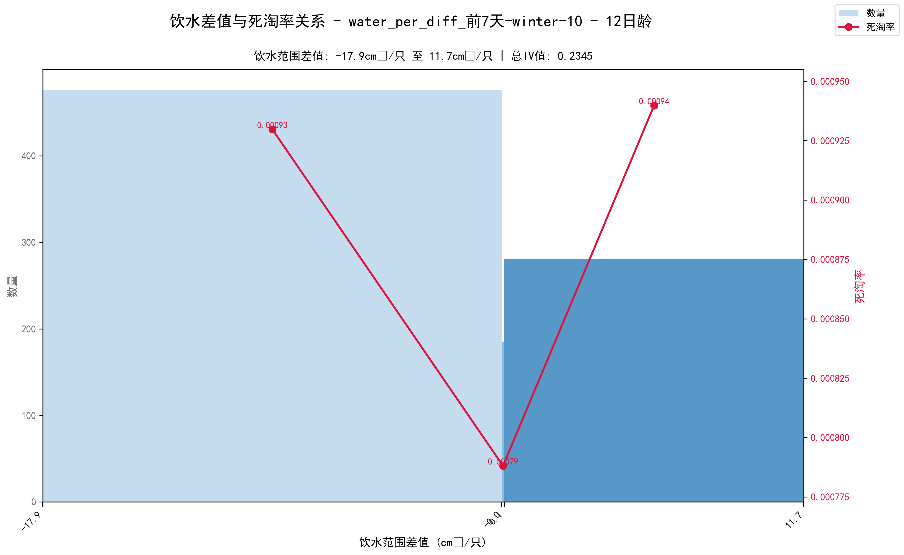 饮水差值与死淘率关系 - water_per_diff_前7天-winter-10 - 12日龄
数量
死淘率
饮水范围差值: -17.9cm□/只 至 11.7cm□/只 | 总IV值: 0.2345
0.00093
0.00079
0.00094
400
300
200
100
0
数量
0.000950
0.000925
0.000900
0.000875
0.000850
0.000825
0.000800
0.000775
死淘率
-17.9
11.7
饮水范围差值 (cm□/只)